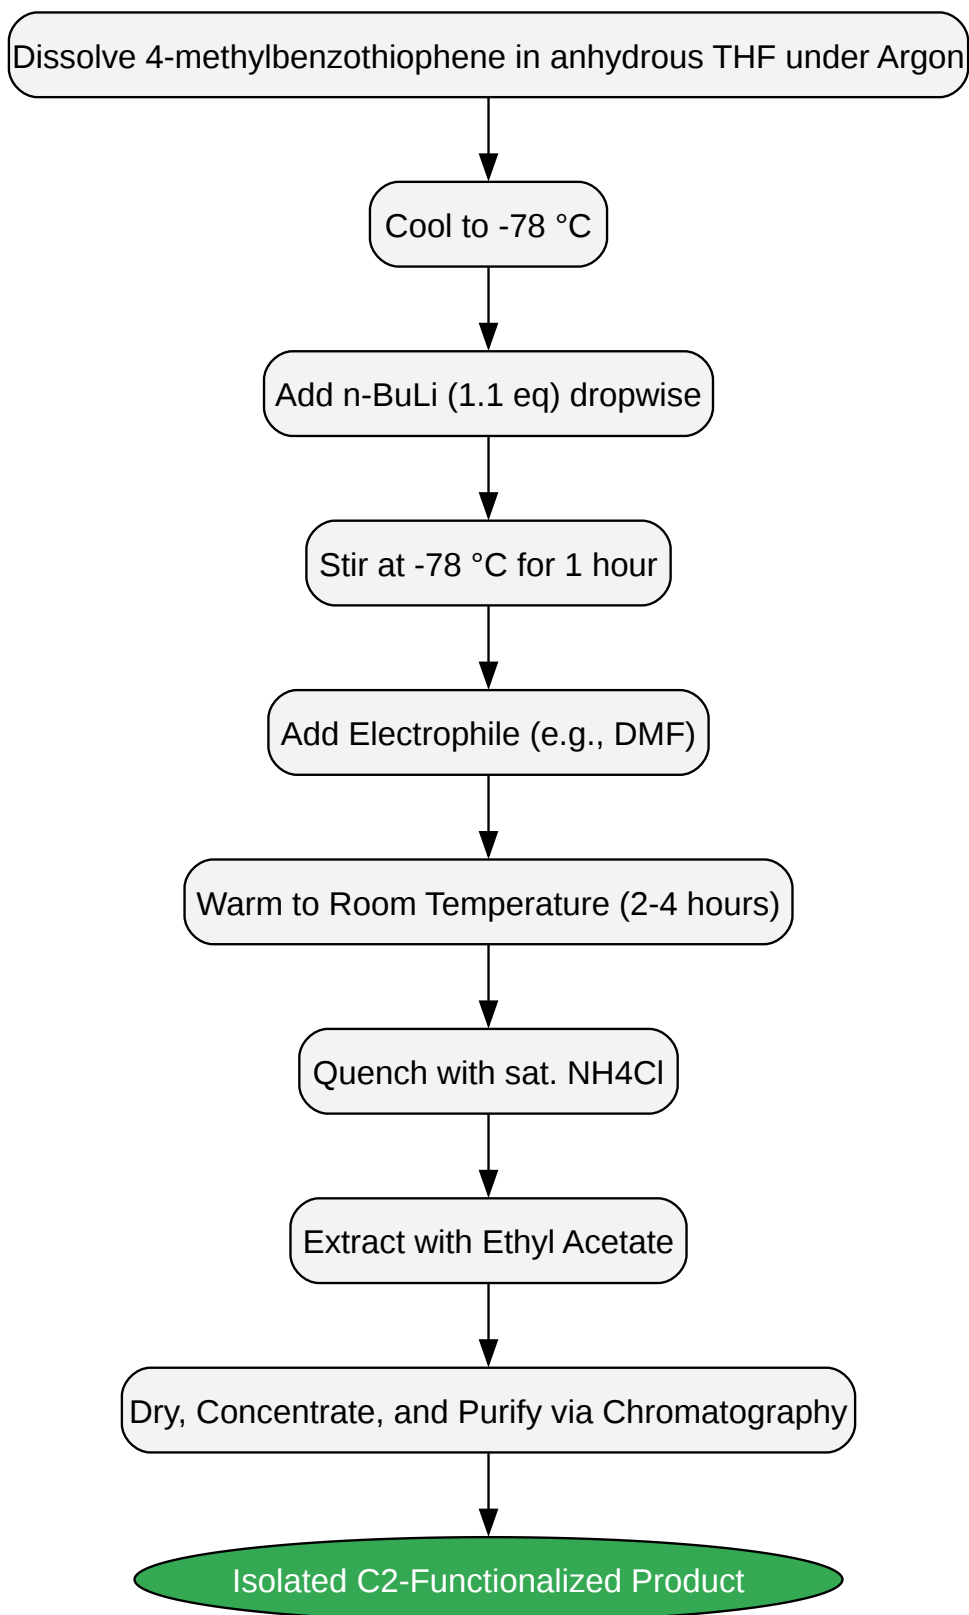 Dissolve 4-methylbenzothiophene in anhydrous THF under Argon
Cool to -78 °C
Add n-BuLi (1.1 eq) dropwise
Stir at -78 °C for 1 hour
Add Electrophile (e.g., DMF)
Warm to Room Temperature (2-4 hours)
Quench with sat. NH4Cl
Extract with Ethyl Acetate
Dry, Concentrate, and Purify via Chromatography
Isolated C2-Functionalized Product